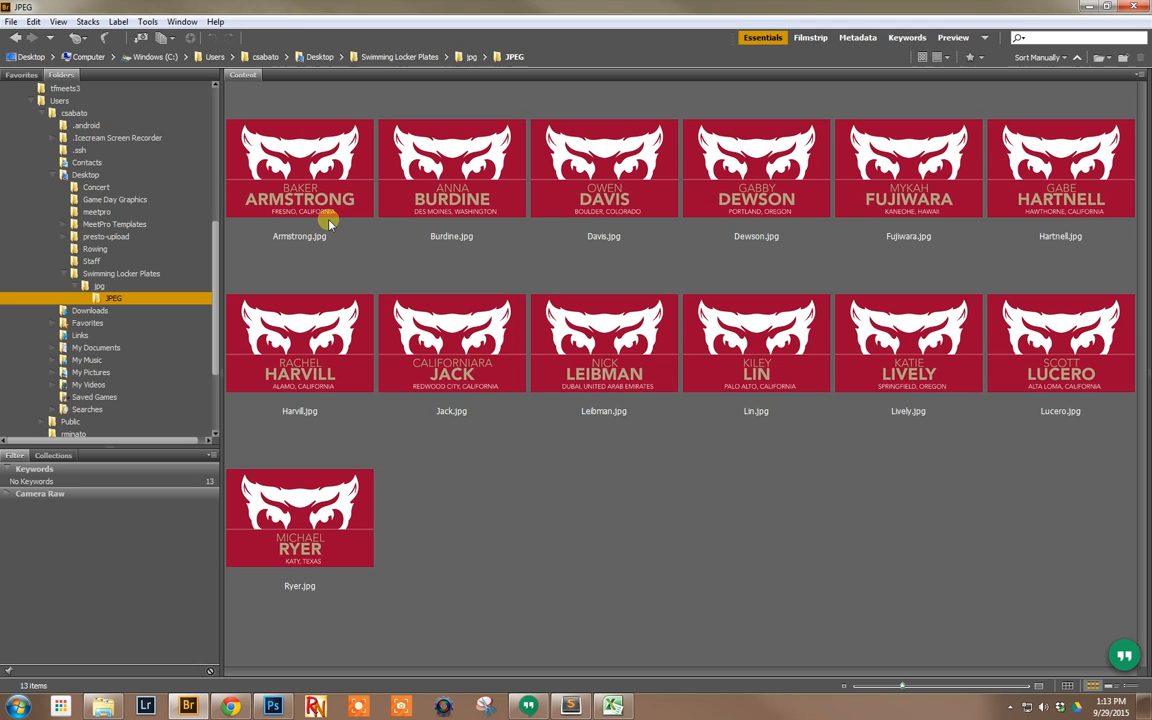 Br JPEG
File Edit View Stacks Label Tools Window Help
Essentials Filmstrip Metadata Keywords Preview
Desktop Computer Windows (C:) Users csabato Desktop Swimming Locker Plates jpg JPEG Sort Manually
Favorites Folders
Content
tfmeets3
Users
csabato
.android
.Icecream Screen Recorder
.ssh
Contacts
Desktop
Concert
Game Day Graphics
meetpro
MeetPro Templates
presto-upload
Rowing
Staff
Swimming Locker Plates
jpg
JPEG
Downloads
Favorites
Links
My Documents
My Music
My Pictures
My Videos
Saved Games
Searches
Public
rminato
Filter Collections
Keywords
No Keywords 13
Camera Raw
BAKER
ARMSTRONG
FRESNO, CALIFORNIA
Armstrong.jpg
ANNA
BURDINE
DES MOINES, WASHINGTON
Burdine.jpg
OWEN
DAVIS
BOULDER, COLORADO
Davis.jpg
GABBY
DEWSON
PORTLAND, OREGON
Dewson.jpg
MYKAH
FUJIWARA
KANEOHE, HAWAII
Fujiwara.jpg
GABE
HARTNELL
HAWTHORNE, CALIFORNIA
Hartnell.jpg
RACHEL
HARVILL
ALAMO, CALIFORNIA
Harvill.jpg
CALIFORNIARA
JACK
REDWOOD CITY, CALIFORNIA
Jack.jpg
NICK
LEIBMAN
DUBAI, UNITED ARAB EMIRATES
Leibman.jpg
KILEY
LIN
PALO ALTO, CALIFORNIA
Lin.jpg
KATIE
LIVELY
SPRINGFIELD, OREGON
Lively.jpg
SCOTT
LUCERO
ALTA LOMA, CALIFORNIA
Lucero.jpg
MICHAEL
RYER
KATY, TEXAS
Ryer.jpg
13 items
Lr Br Ps
1:13 PM
9/29/2015